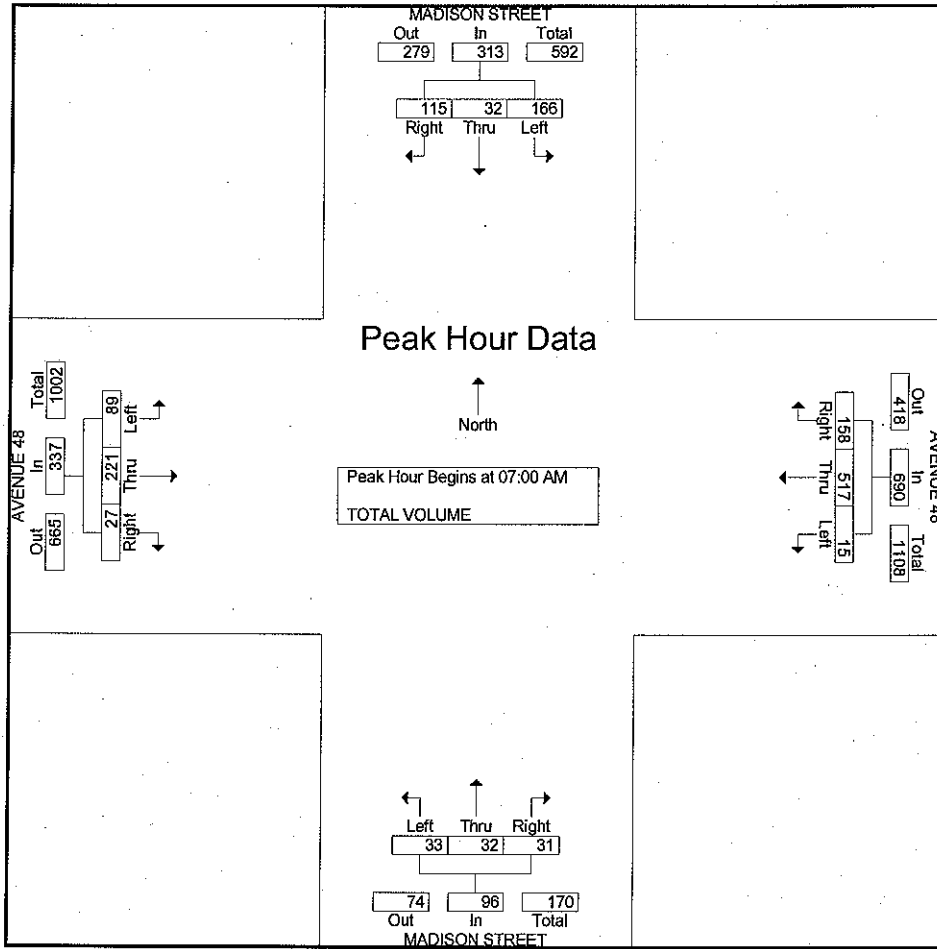 MADISON STREET
Out In Total
279 313 592
115 32 166
Right Thru Left
Peak Hour Data
North
Peak Hour Begins at 07:00 AM
TOTAL VOLUME
AVENUE 48
Out In Total
665 337 1002
Right Thru Left
27 221 89
AVENUE 48
Out In Total
418 690 1108
Right Thru Left
158 517 15
Left Thru Right
33 32 31
74 96 170
Out In Total
MADISON STREET